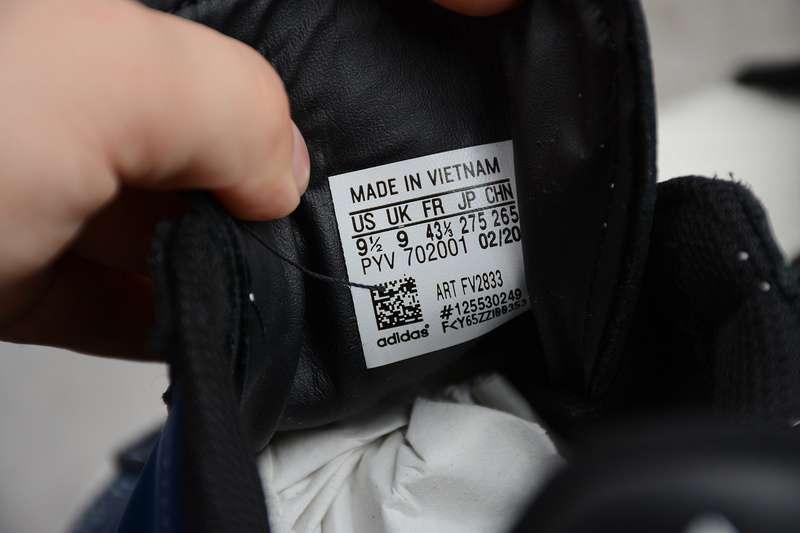 MADE IN VIETNAM
US UK FR JP CHN
9½ 9 43⅓ 275 265
PYV 702001 02/20
ART FV2833
#125530249
adidas®